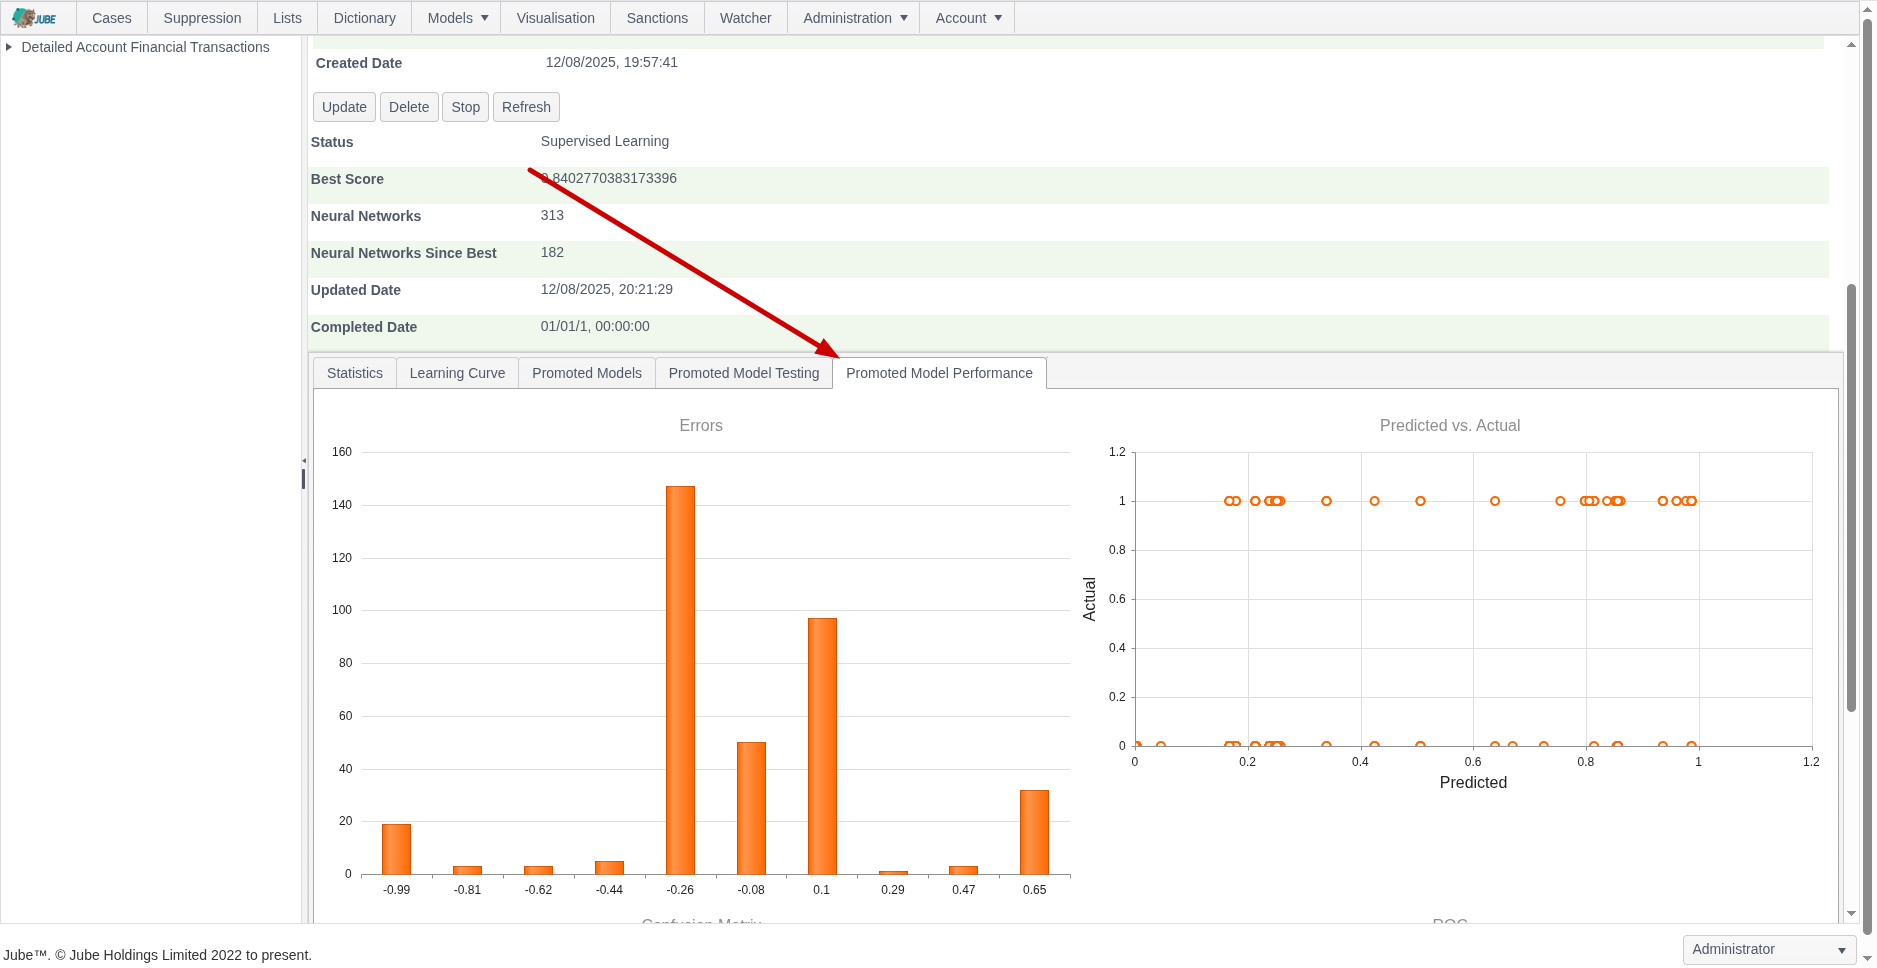 JUBE
Cases
Suppression
Lists
Dictionary
Models
Visualisation
Sanctions
Watcher
Administration
Account
Detailed Account Financial Transactions
Created Date 12/08/2025, 19:57:41
Update Delete Stop Refresh
Status Supervised Learning
Best Score 0.8402770383173396
Neural Networks 313
Neural Networks Since Best 182
Updated Date 12/08/2025, 20:21:29
Completed Date 01/01/1, 00:00:00
Statistics Learning Curve Promoted Models Promoted Model Testing Promoted Model Performance
Errors
160
140
120
100
80
60
40
20
0
-0.99 -0.81 -0.62 -0.44 -0.26 -0.08 0.1 0.29 0.47 0.65
Predicted vs. Actual
1.2
1
0.8
0.6
0.4
0.2
0
Actual
0 0.2 0.4 0.6 0.8 1 1.2
Predicted
Confusion Matrix
ROC
Jube™. © Jube Holdings Limited 2022 to present.
Administrator